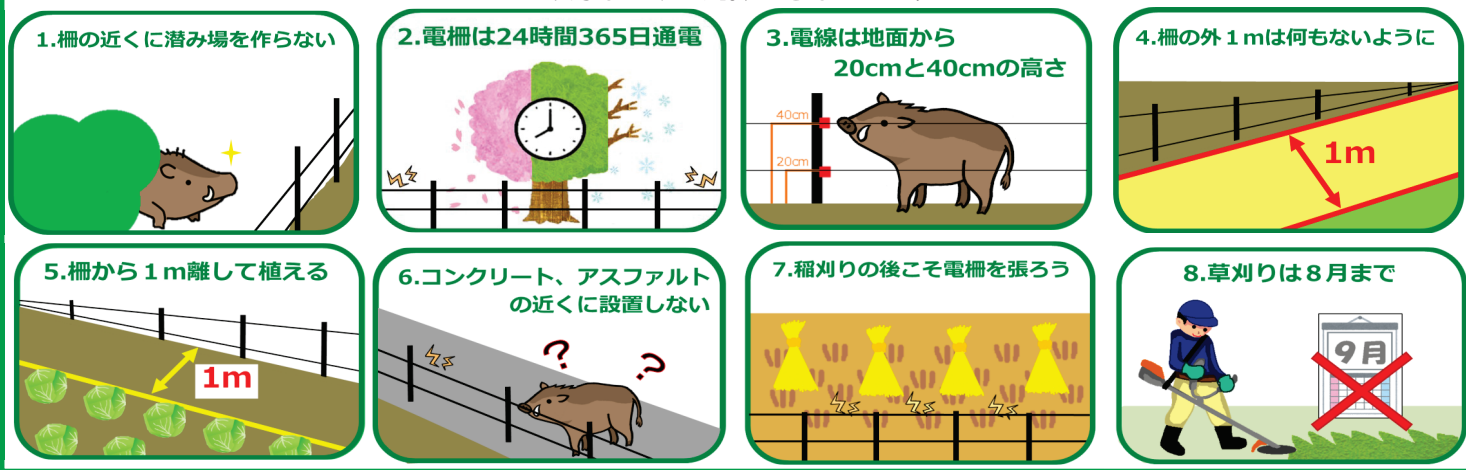 1.柵の近くに潜み場を作らない
2.電柵は24時間365日通電
3.電線は地面から
20cmと40cmの高さ
40cm
20cm
4.柵の外１ｍは何もないように
1m
5.柵から１ｍ離して植える
1m
6.コンクリート、アスファルト
の近くに設置しない
?
?
7.稲刈りの後こそ電柵を張ろう
8.草刈りは８月まで
9月